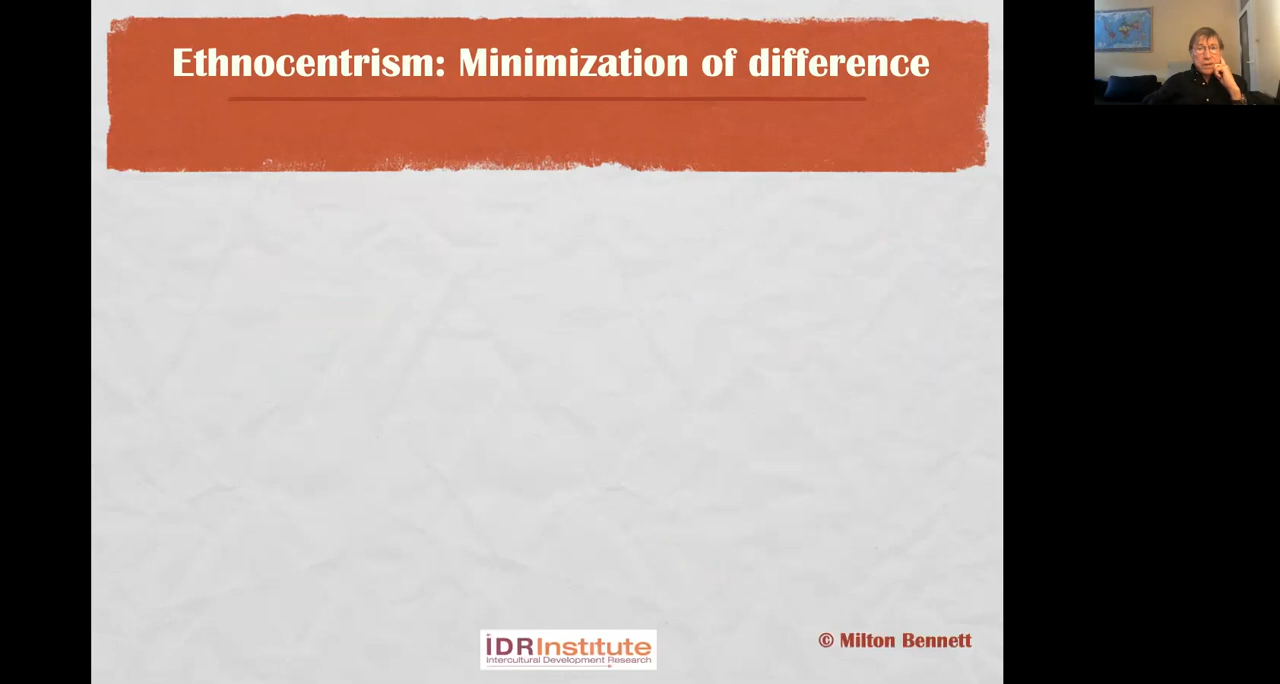 Ethnocentrism: Minimization of difference
IDRInstitute
Intercultural Development Research
© Milton Bennett